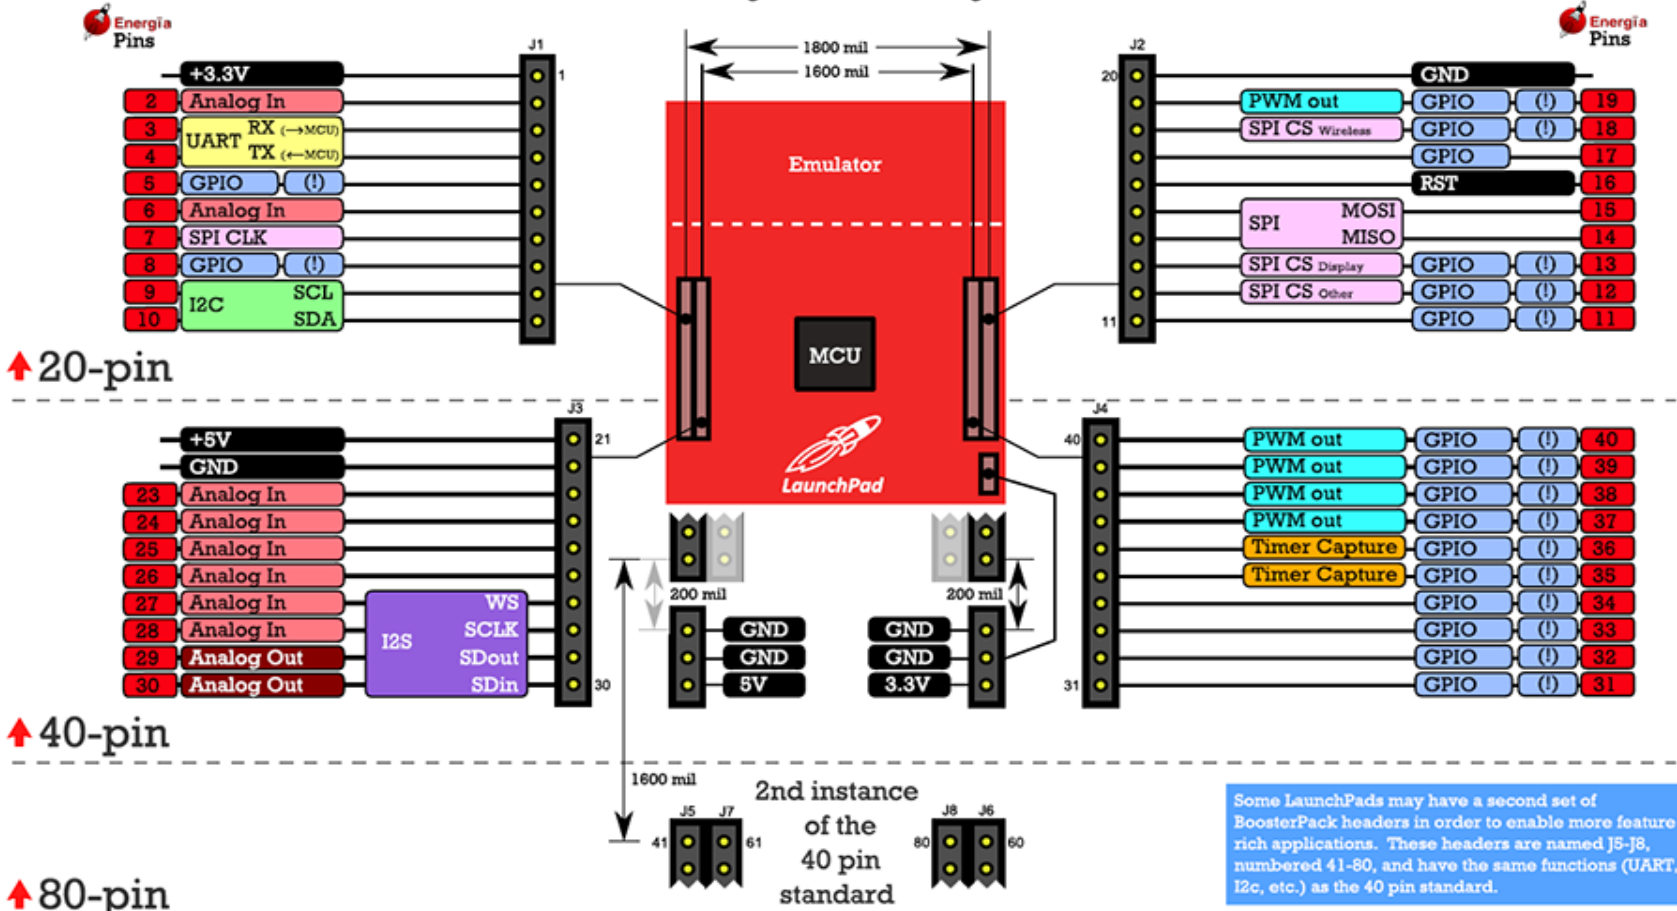 Energïa
Pins
J1
1
+3.3V
2 Analog In
3 UART RX (→MCU)
4 TX (←MCU)
5 GPIO (!)
6 Analog In
7 SPI CLK
8 GPIO (!)
9 I2C SCL
10 SDA
1800 mil
1600 mil
Emulator
MCU
LaunchPad
Energïa
Pins
J2
20 GND
PWM out GPIO (!) 19
SPI CS Wireless GPIO (!) 18
GPIO 17
RST 16
SPI MOSI 15
MISO 14
SPI CS Display GPIO (!) 13
SPI CS Other GPIO (!) 12
11 GPIO (!) 11
20-pin
J3
+5V 21
GND
23 Analog In
24 Analog In
25 Analog In
26 Analog In
27 Analog In WS
28 Analog In I2S SCLK
29 Analog Out SDout
30 Analog Out SDin 30
200 mil
GND
GND
5V
200 mil
GND
GND
3.3V
J4
40 PWM out GPIO (!) 40
PWM out GPIO (!) 39
PWM out GPIO (!) 38
PWM out GPIO (!) 37
Timer Capture GPIO (!) 36
Timer Capture GPIO (!) 35
GPIO (!) 34
GPIO (!) 33
GPIO (!) 32
31 GPIO (!) 31
40-pin
1600 mil
J5 J7
41 61
2nd instance
of the
40 pin
standard
J8 J6
80 60
Some LaunchPads may have a second set of
BoosterPack headers in order to enable more feature
rich applications. These headers are named J5-J8,
numbered 41-80, and have the same functions (UART,
I2c, etc.) as the 40 pin standard.
80-pin